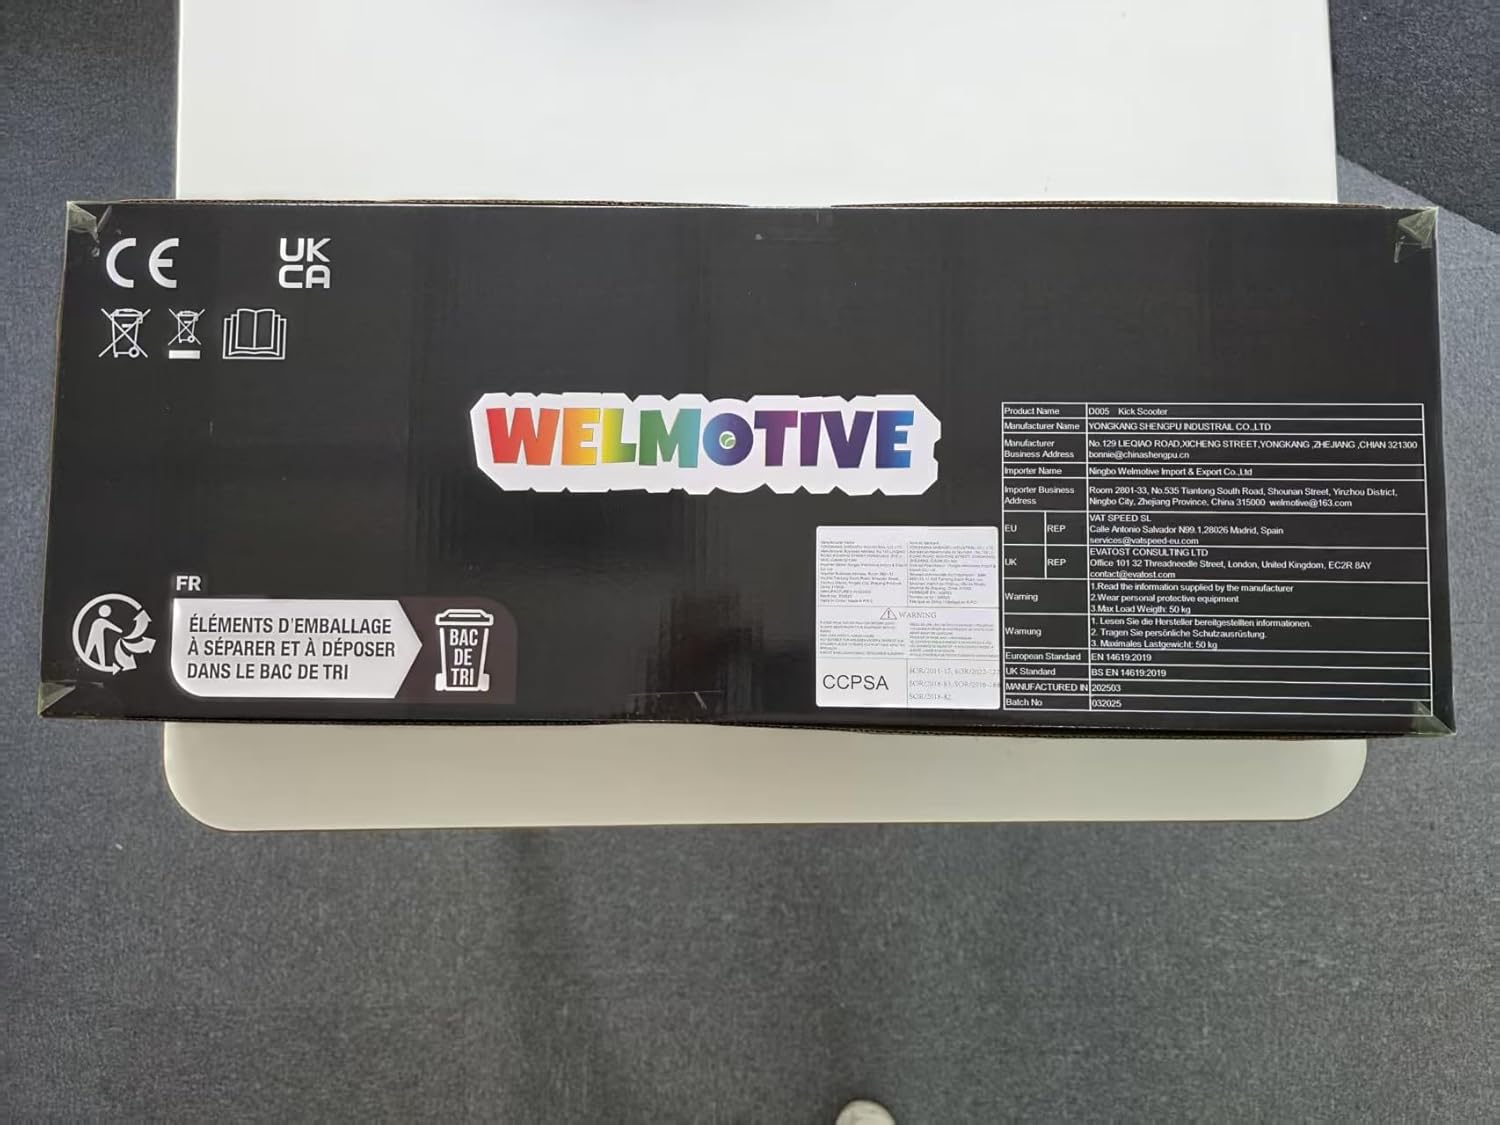 CE
UK
CA
WELMOTIVE
Product Name D005 Kick Scooter
Manufacturer Name YONGKANG SHENGPU INDUSTRAIL CO.,LTD
Manufacturer Business Address No.129 LIEQIAO ROAD,XICHENG STREET,YONGKANG ,ZHEJIANG ,CHIAN 321300
bonnie@chinashengpu.cn
Importer Name Ningbo Welmotive Import & Export Co.,Ltd
Importer Business Address Room 2801-33, No.535 Tiantong South Road, Shounan Street, Yinzhou District,
Ningbo City, Zhejiang Province, China 315000 welmotive@163.com
EU REP VAT SPEED SL
Calle Antonio Salvador N99.1,28026 Madrid, Spain
services@vatspeed-eu.com
UK REP EVATOST CONSULTING LTD
Office 101 32 Threadneedle Street, London, United Kingdom, EC2R 8AY
contact@evatost.com
Warning 1.Read the information supplied by the manufacturer
2.Wear personal protective equipment
3.Max Load Weigth: 50 kg
Warnung 1. Lesen Sie die Hersteller bereitgestellten informationen.
2. Tragen Sie persönliche Schutzausrüstung.
3. Maximales Lastgewicht: 50 kg
European Standard EN 14619:2019
UK Standard BS EN 14619:2019
MANUFACTURED IN 202503
Batch No 032025
WARNING
CCPSA
FR
ÉLÉMENTS D'EMBALLAGE
À SÉPARER ET À DÉPOSER
DANS LE BAC DE TRI
BAC
DE
TRI